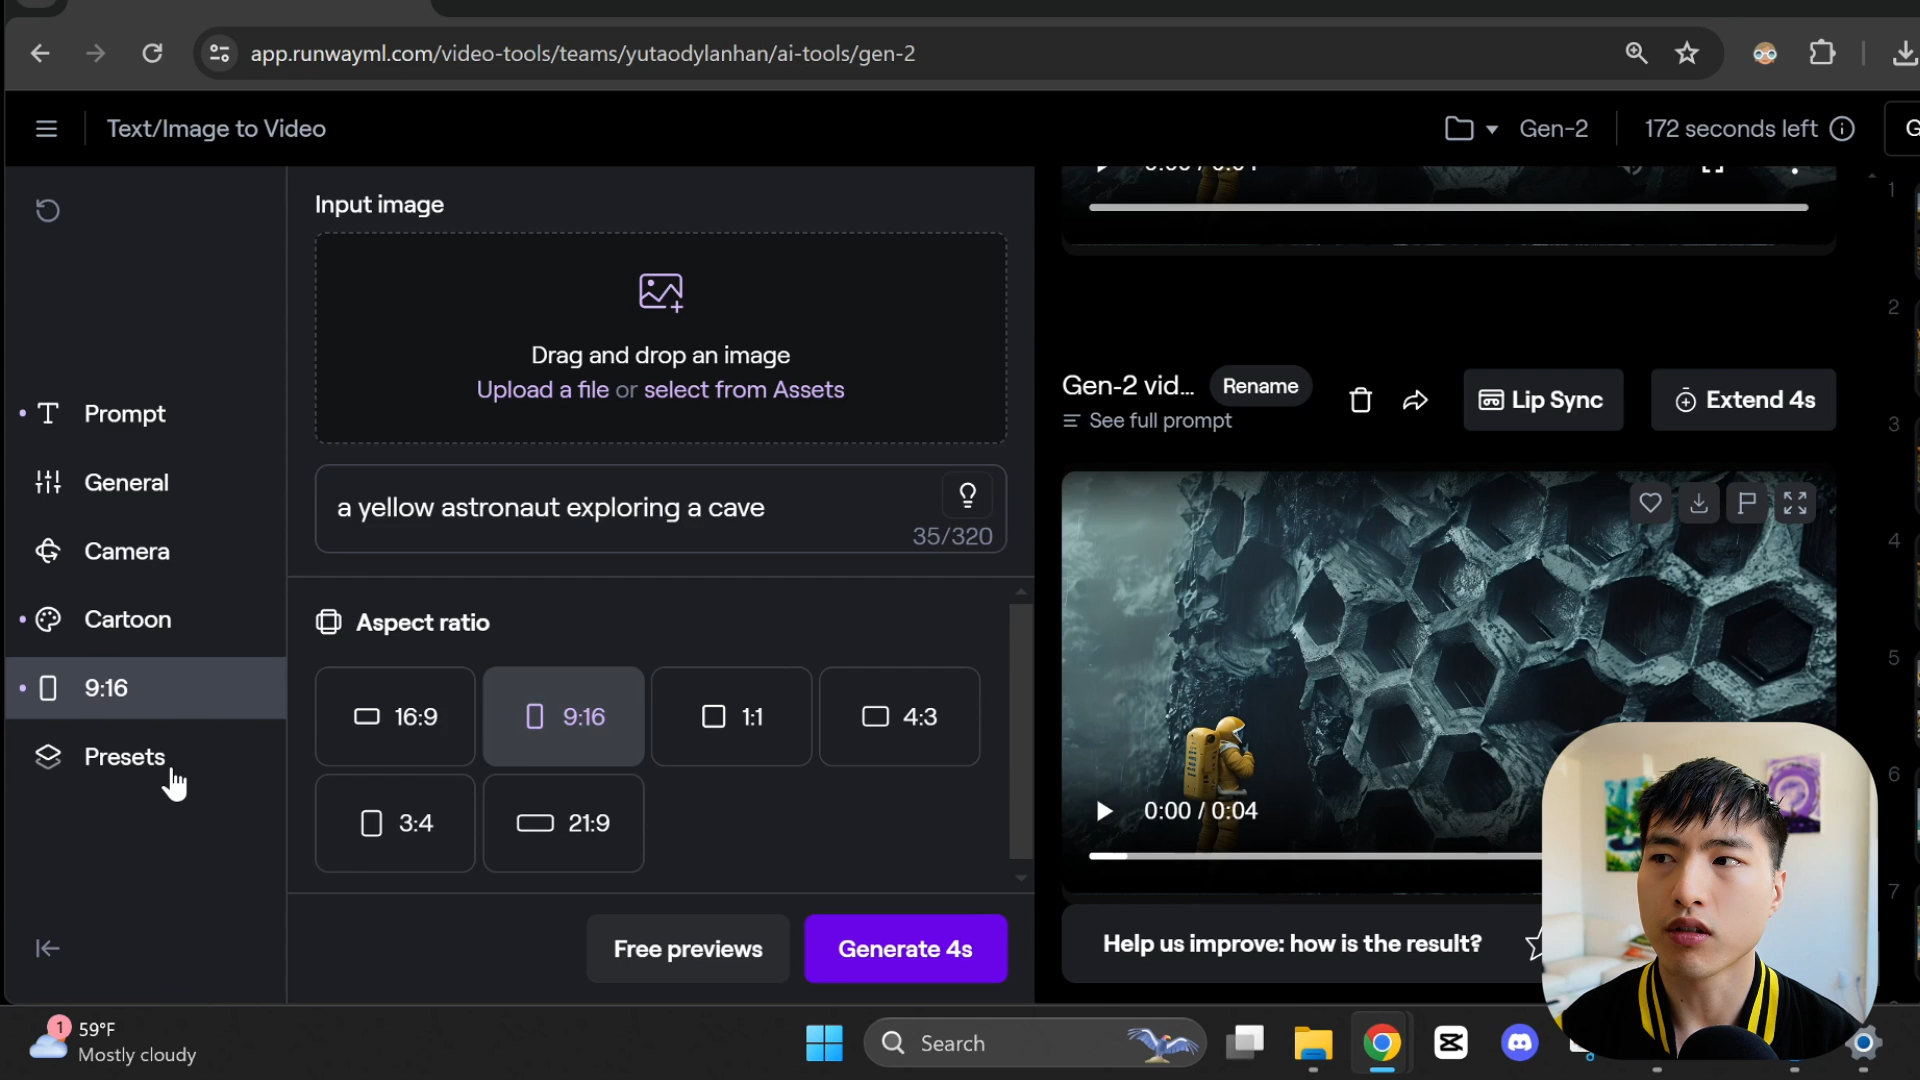 app.runwayml.com/video-tools/teams/yutaodylanhan/ai-tools/gen-2
Text/Image to Video
Gen-2
172 seconds left
G
Input image
Drag and drop an image
Upload a file or select from Assets
a yellow astronaut exploring a cave
35/320
Prompt
General
Camera
Cartoon
9:16
Presets
Aspect ratio
16:9
9:16
1:1
4:3
3:4
21:9
Free previews
Generate 4s
Gen-2 vid...
Rename
See full prompt
Lip Sync
Extend 4s
0:00 / 0:04
Help us improve: how is the result?
1
2
3
4
5
6
7
1
59°F
Mostly cloudy
Search